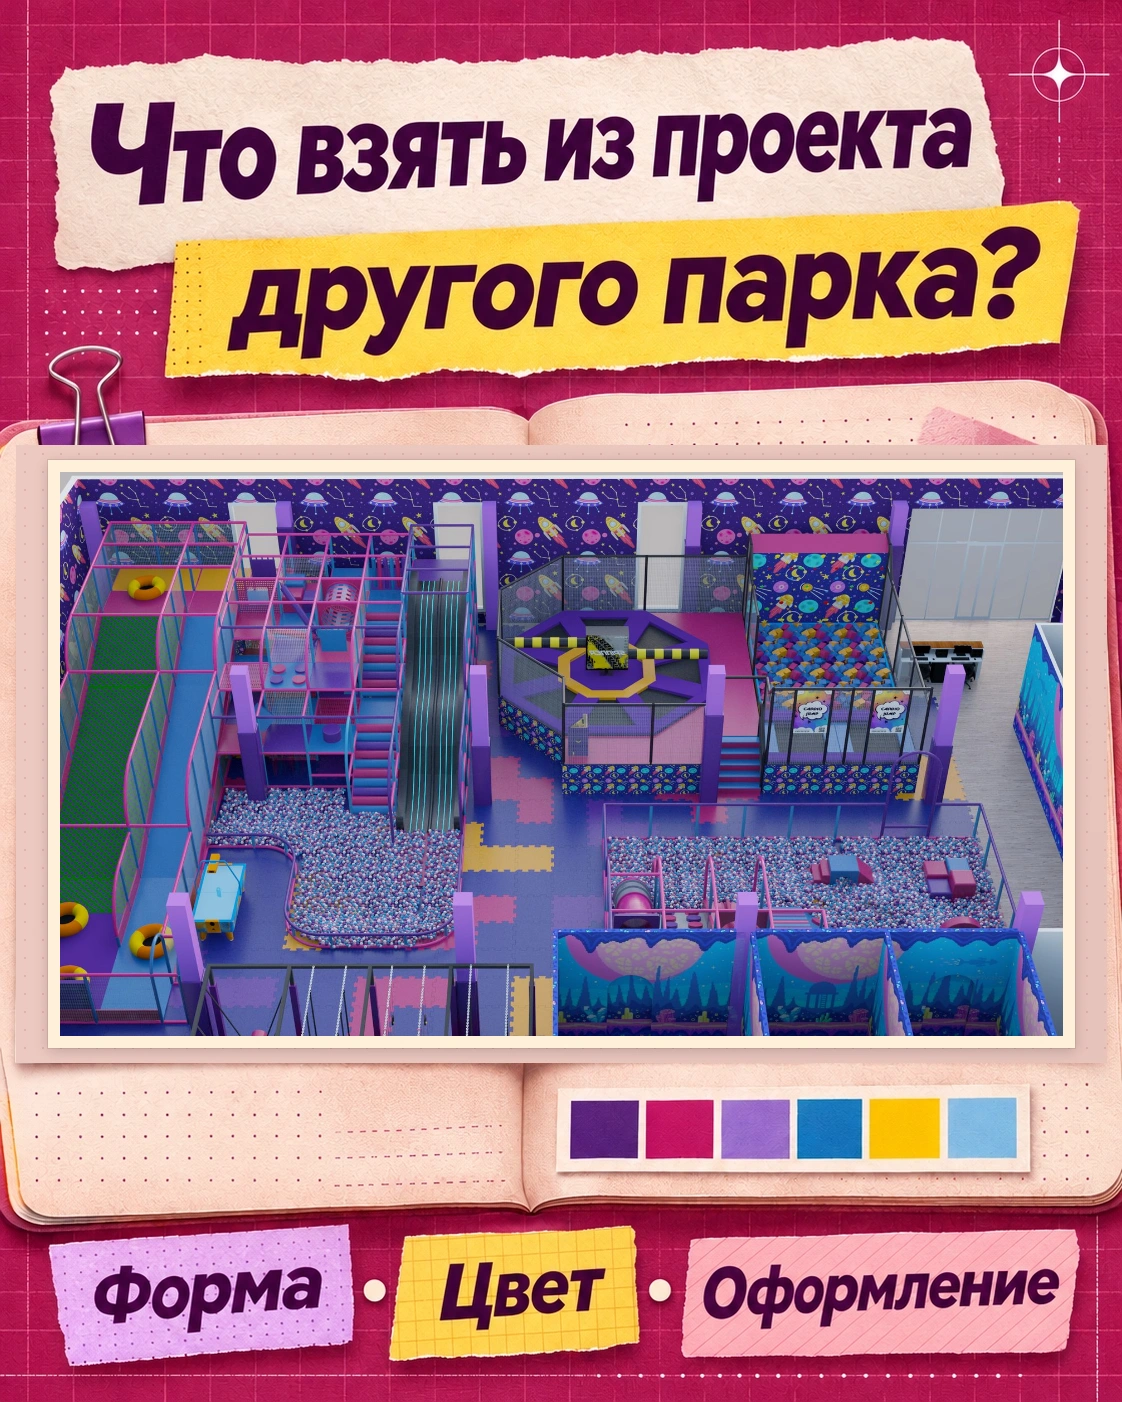 Что взять из проекта
другого парка?
Форма • Цвет • Оформление